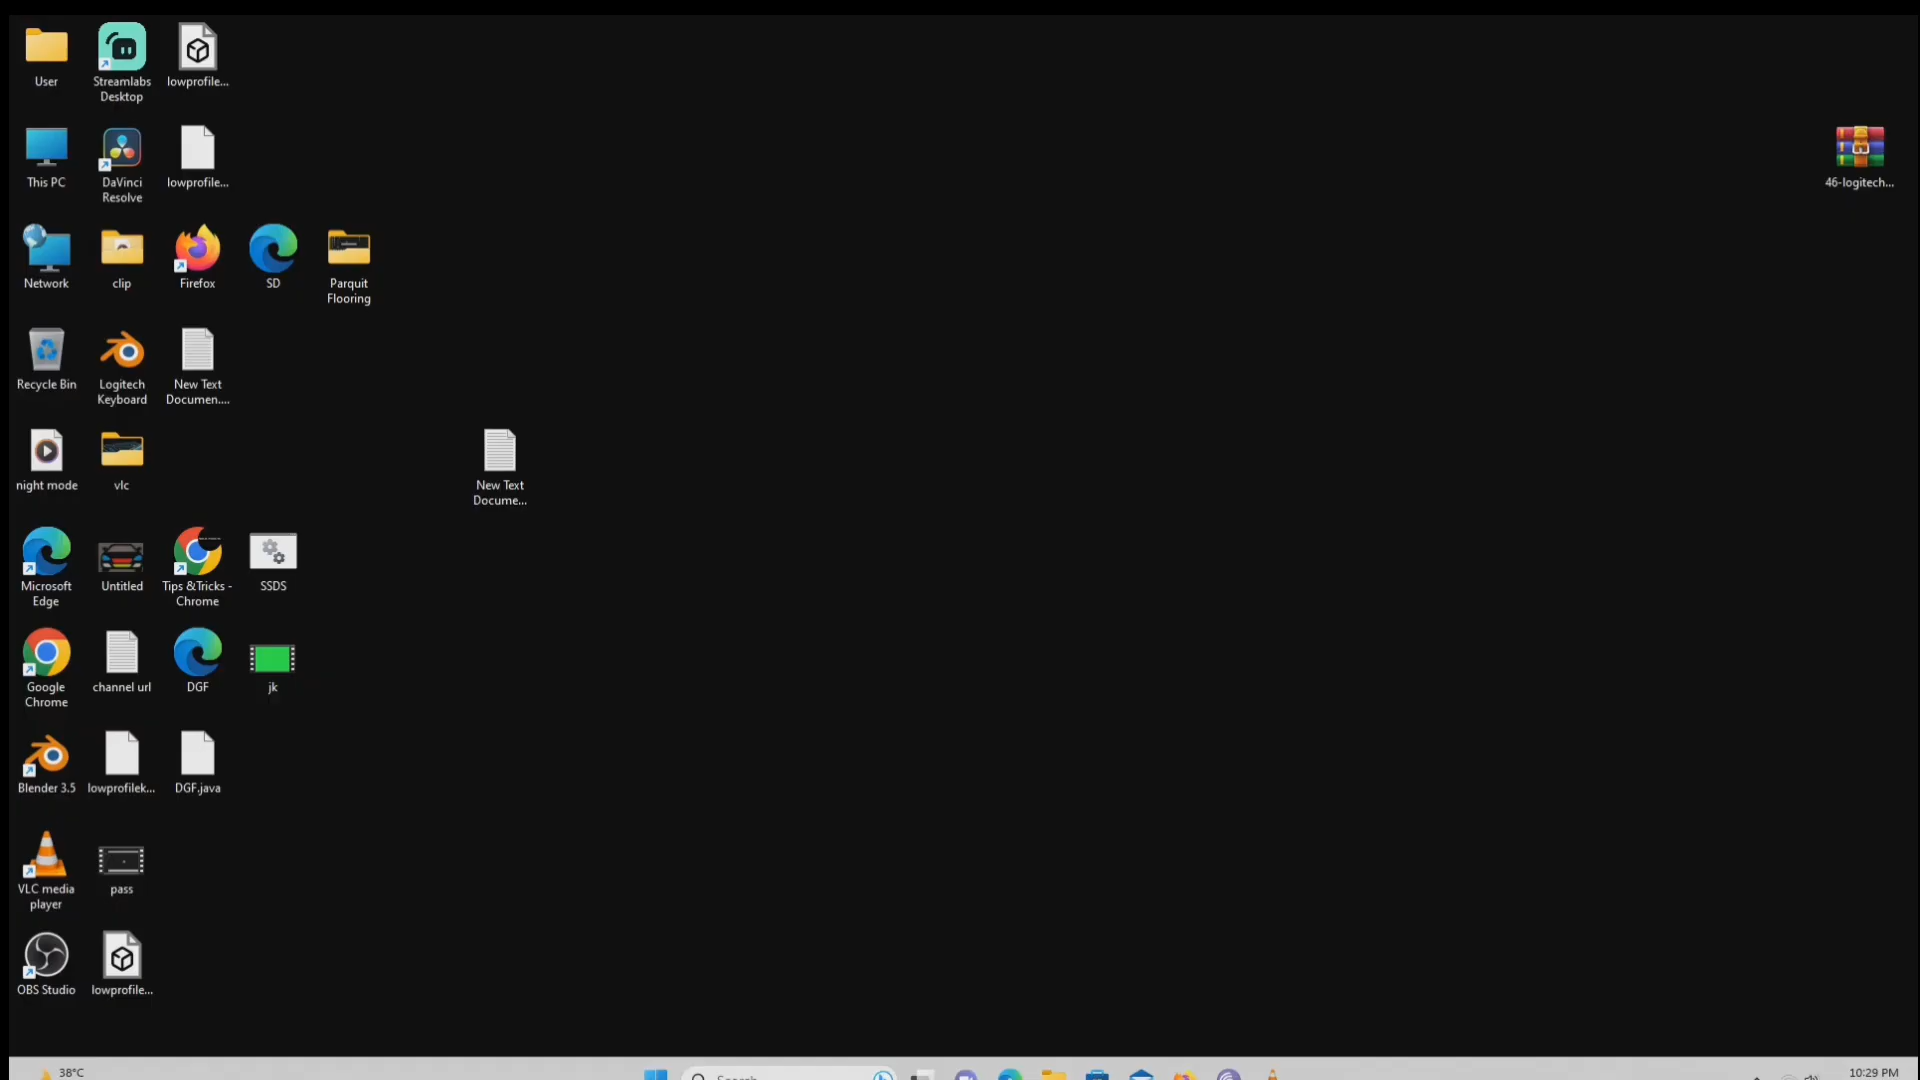 User
Streamlabs
Desktop
lowprofile...
This PC
DaVinci
Resolve
lowprofile...
46-logitech...
Network
clip
Firefox
SD
Parquit
Flooring
Recycle Bin
Logitech
Keyboard
New Text
Documen....
night mode
vlc
New Text
Docume...
Microsoft
Edge
Untitled
Tips &Tricks -
Chrome
SSDS
Google
Chrome
channel url
DGF
jk
Blender 3.5
lowprofilek...
DGF.java
VLC media
player
pass
OBS Studio
lowprofile...
38°C
Search
10:29 PM